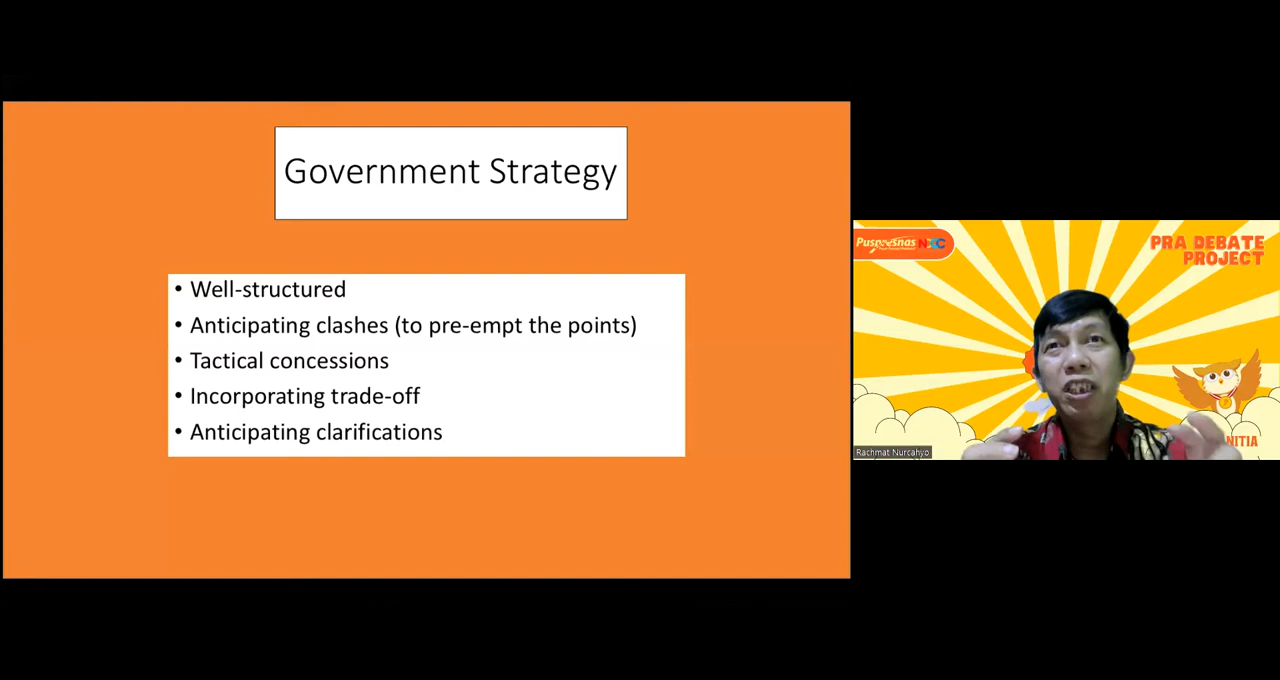 Government Strategy
• Well-structured
• Anticipating clashes (to pre-empt the points)
• Tactical concessions
• Incorporating trade-off
• Anticipating clarifications
Puspresnas
PRA DEBATE
PROJECT
NITIA
Rachmat Nurcahyo